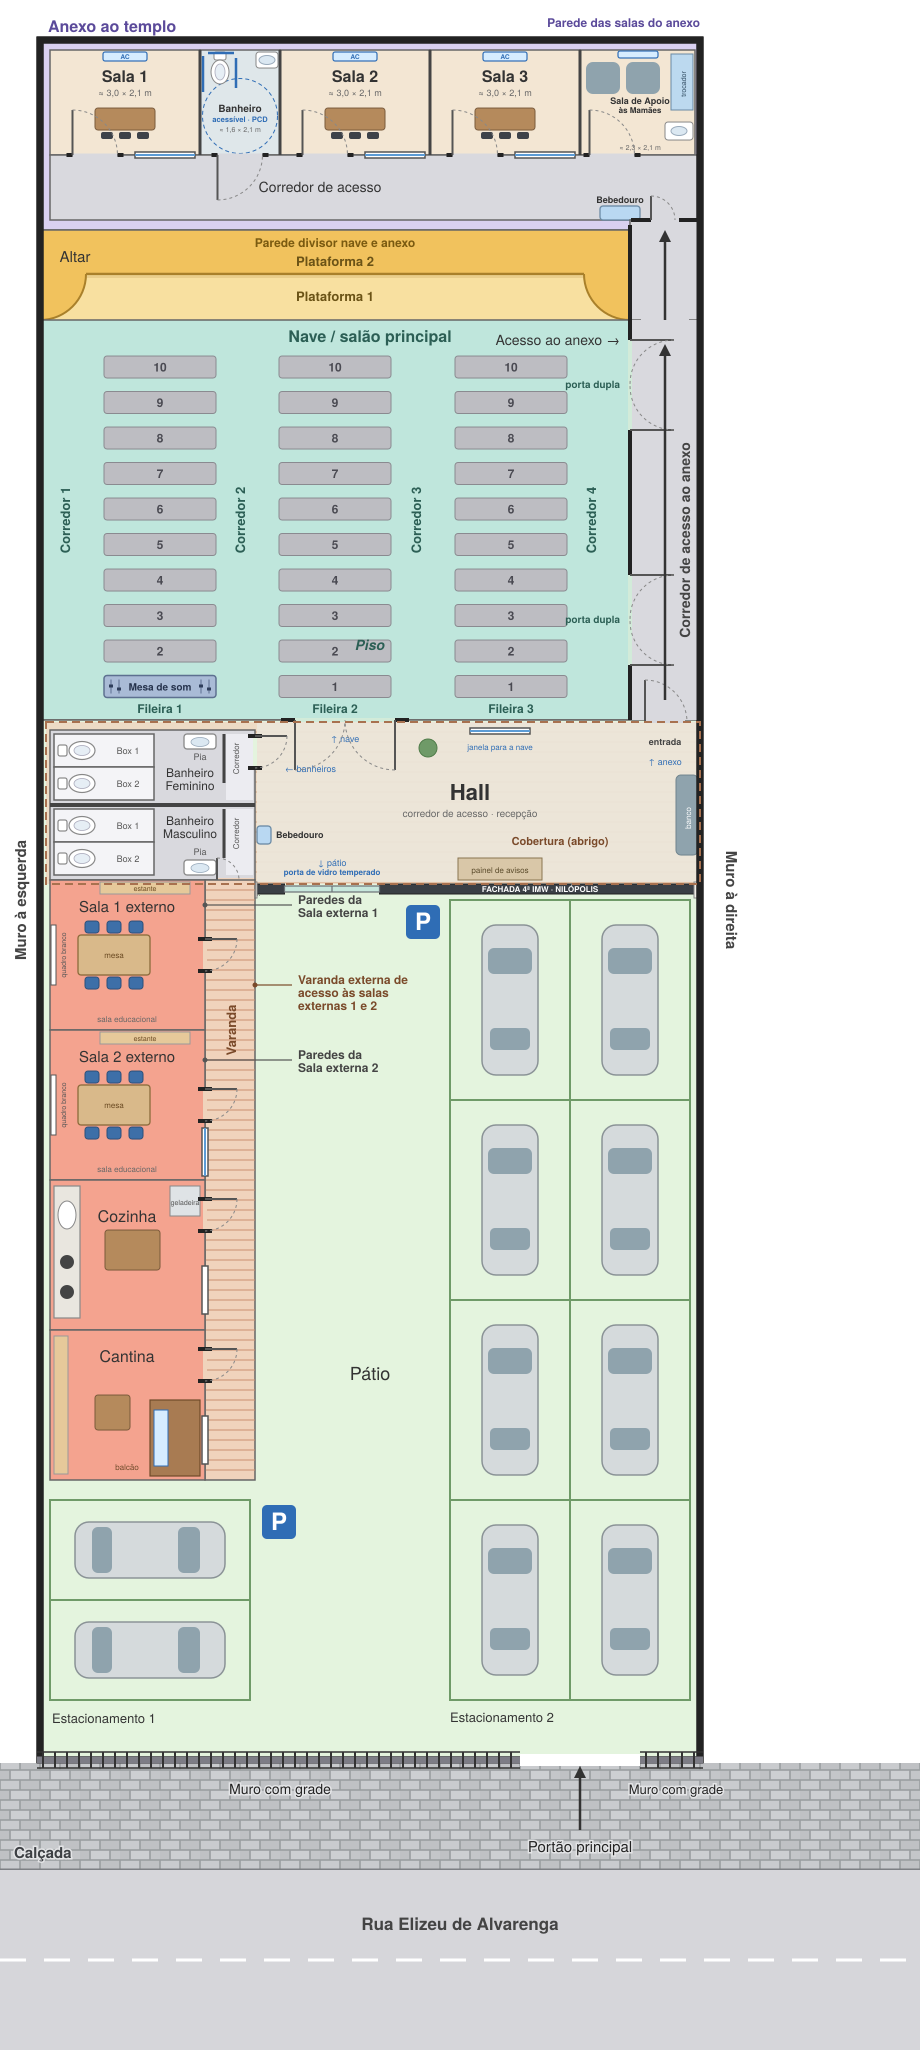 Anexo ao templo
Parede das salas do anexo
AC
AC
AC
Sala 1
≈ 3,0 × 2,1 m
Banheiro
acessível · PCD
≈ 1,6 × 2,1 m
Sala 2
≈ 3,0 × 2,1 m
Sala 3
≈ 3,0 × 2,1 m
trocador
Sala de Apoio
às Mamães
≈ 2,3 × 2,1 m
Corredor de acesso
Bebedouro
Altar
Parede divisor nave e anexo
Plataforma 2
Plataforma 1
Nave / salão principal
Acesso ao anexo →
10
10
10
porta dupla
9
9
9
8
8
8
7
7
7
6
6
6
5
5
5
4
4
4
3
3
3
porta dupla
2
2
Piso
2
Mesa de som
1
1
Corredor 1
Corredor 2
Corredor 3
Corredor 4
Corredor de acesso ao anexo
Fileira 1
Fileira 2
Fileira 3
Box 1
Box 2
Pia
Banheiro
Feminino
Corredor
Box 1
Box 2
Banheiro
Masculino
Pia
Corredor
↑ nave
← banheiros
janela para a nave
entrada
↑ anexo
Hall
corredor de acesso · recepção
banco
Bebedouro
Cobertura (abrigo)
↓ pátio
porta de vidro temperado
painel de avisos
FACHADA 4ª IMW · NILÓPOLIS
Muro à esquerda
Muro à direita
estante
Sala 1 externo
quadro branco
mesa
sala educacional
Paredes da
Sala externa 1
P
Varanda externa de
acesso às salas
externas 1 e 2
Varanda
estante
Sala 2 externo
quadro branco
mesa
sala educacional
Paredes da
Sala externa 2
geladeira
Cozinha
Cantina
balcão
Pátio
P
Estacionamento 1
Estacionamento 2
Muro com grade
Muro com grade
Portão principal
Calçada
Rua Elizeu de Alvarenga